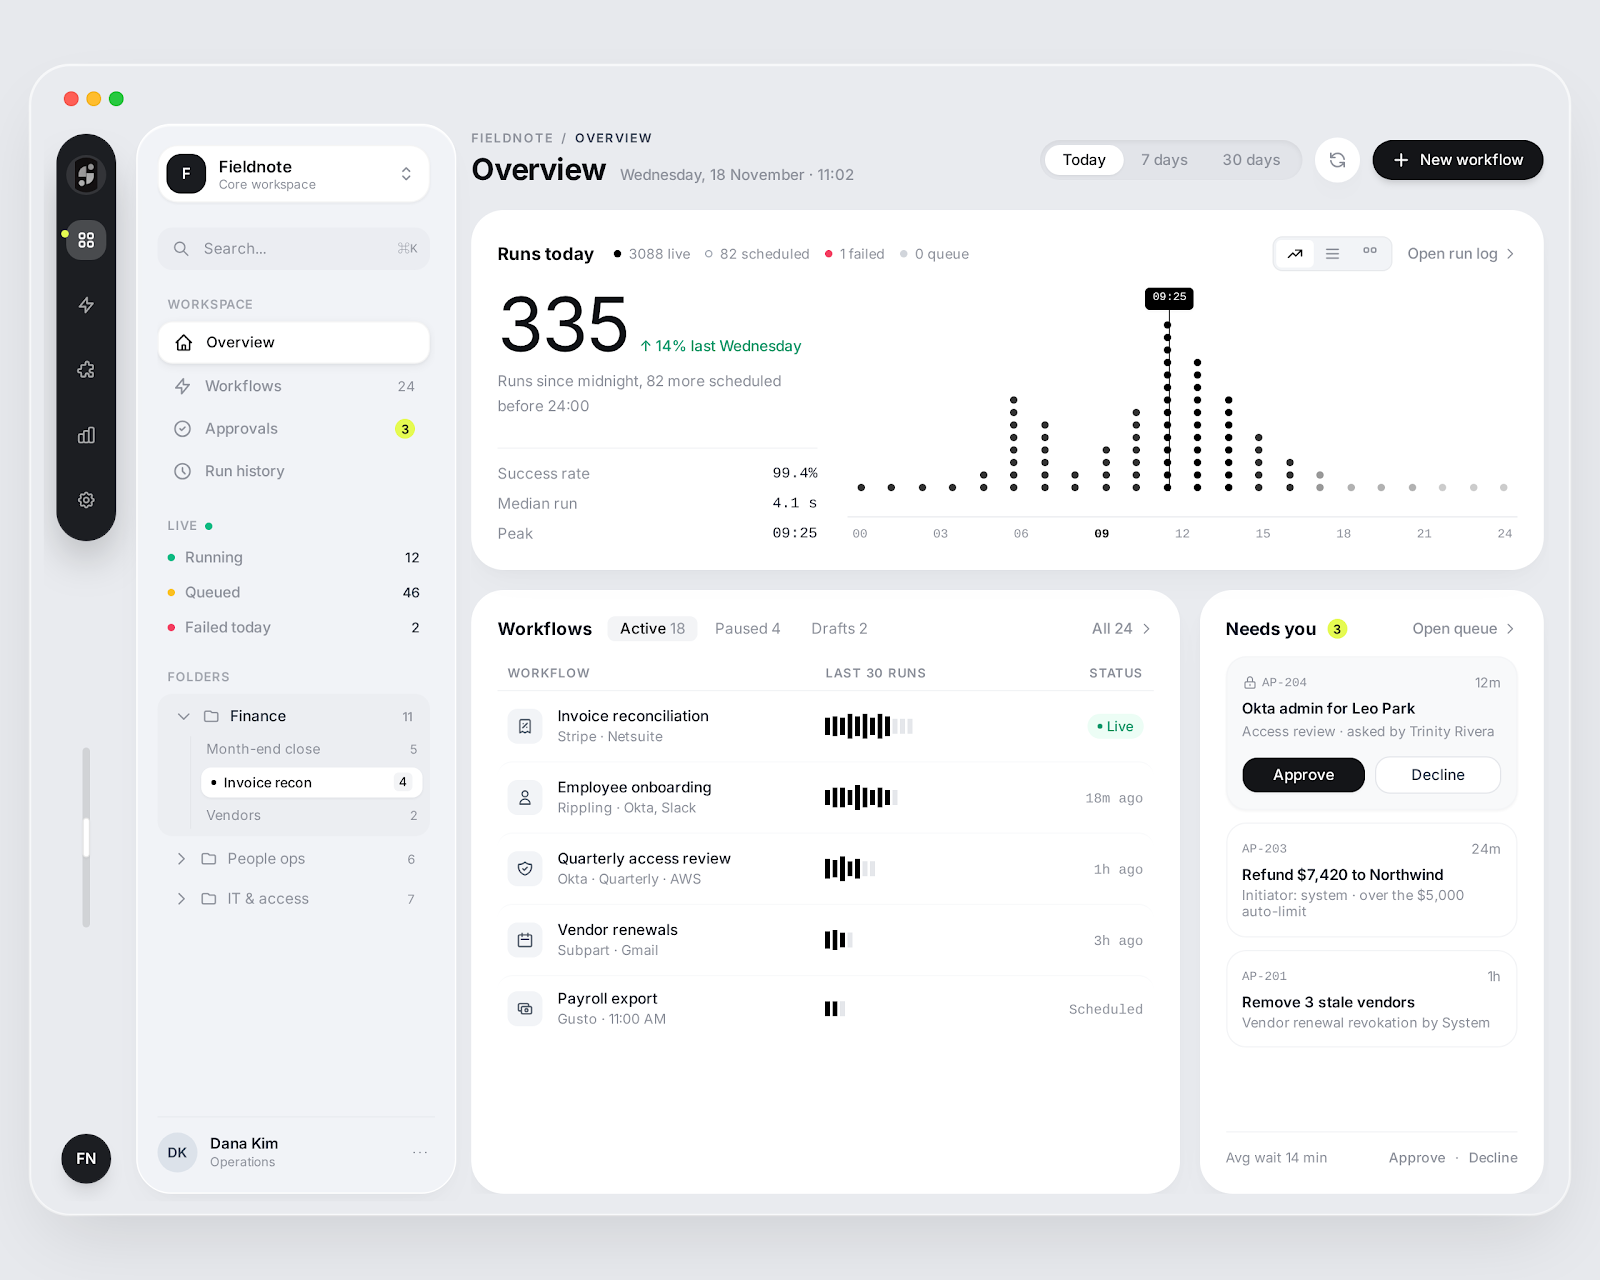 F
Fieldnote
Core workspace
Search...
⌘K
WORKSPACE
Overview
Workflows 24
Approvals 3
Run history
LIVE
Running 12
Queued 46
Failed today 2
FOLDERS
Finance 11
Month-end close 5
Invoice recon 4
Vendors 2
People ops 6
IT & access 7
FN
DK
Dana Kim
Operations
FIELDNOTE / OVERVIEW
Overview Wednesday, 18 November · 11:02
Today 7 days 30 days
+ New workflow
Runs today 3088 live 82 scheduled 1 failed 0 queue
Open run log
335 ↑ 14% last Wednesday
Runs since midnight, 82 more scheduled
before 24:00
Success rate 99.4%
Median run 4.1 s
Peak 09:25
09:25
00 03 06 09 12 15 18 21 24
Workflows Active 18 Paused 4 Drafts 2 All 24
WORKFLOW LAST 30 RUNS STATUS
Invoice reconciliation
Stripe · Netsuite
Live
Employee onboarding
Rippling · Okta, Slack
18m ago
Quarterly access review
Okta · Quarterly · AWS
1h ago
Vendor renewals
Subpart · Gmail
3h ago
Payroll export
Gusto · 11:00 AM
Scheduled
Needs you 3 Open queue
AP-204 12m
Okta admin for Leo Park
Access review · asked by Trinity Rivera
Approve Decline
AP-203 24m
Refund $7,420 to Northwind
Initiator: system · over the $5,000
auto-limit
AP-201 1h
Remove 3 stale vendors
Vendor renewal revokation by System
Avg wait 14 min Approve · Decline